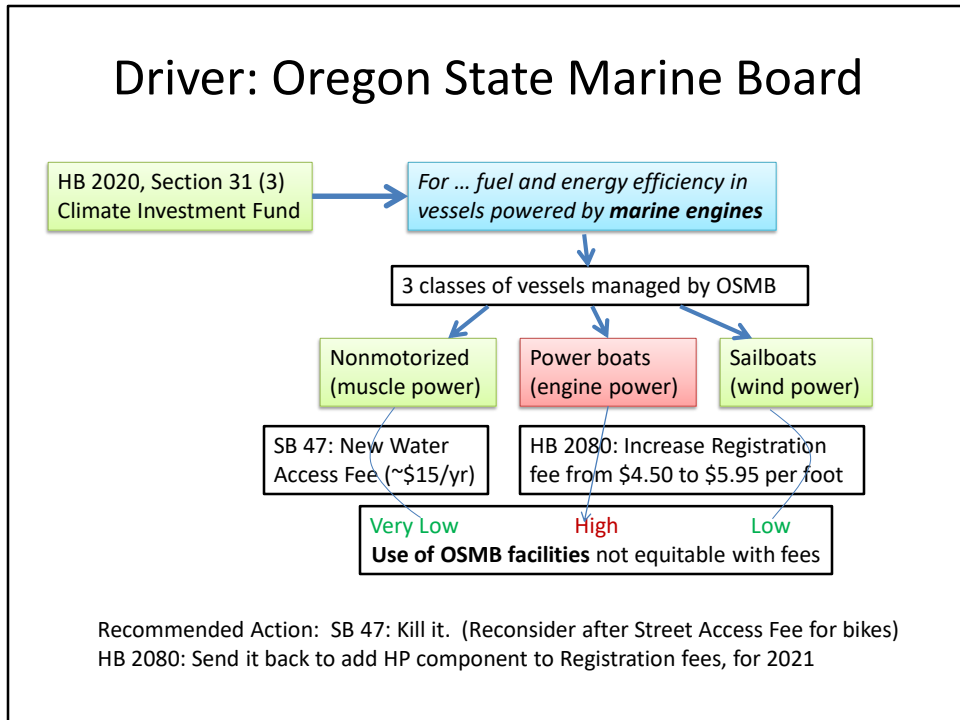 Driver: Oregon State Marine Board
HB 2020, Section 31 (3)
Climate Investment Fund
For … fuel and energy efficiency in
vessels powered by marine engines
3 classes of vessels managed by OSMB
Nonmotorized
(muscle power)
Power boats
(engine power)
Sailboats
(wind power)
SB 47: New Water
Access Fee (~$15/yr)
HB 2080: Increase Registration
fee from $4.50 to $5.95 per foot
Very Low High Low
Use of OSMB facilities not equitable with fees
Recommended Action:  SB 47: Kill it.  (Reconsider after Street Access Fee for bikes)
HB 2080: Send it back to add HP component to Registration fees, for 2021